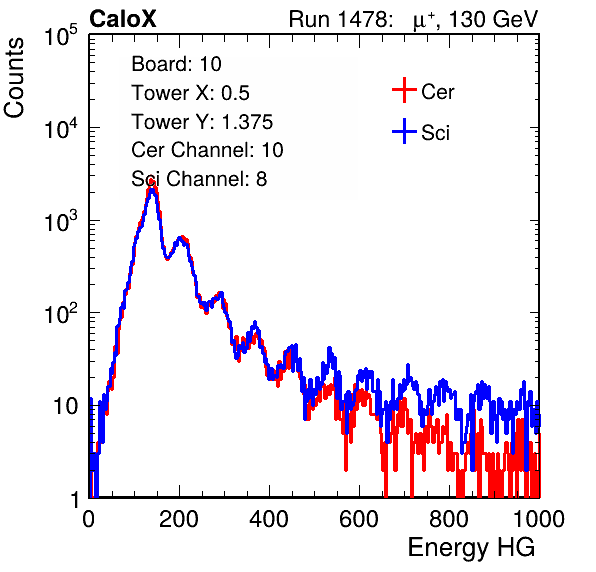 CaloX Run 1478: μ⁺, 130 GeV
Counts
Board: 10
Tower X: 0.5
Tower Y: 1.375
Cer Channel: 10
Sci Channel: 8
Cer
Sci
10⁵
10⁴
10³
10²
10
1
0 200 400 600 800 1000
Energy HG